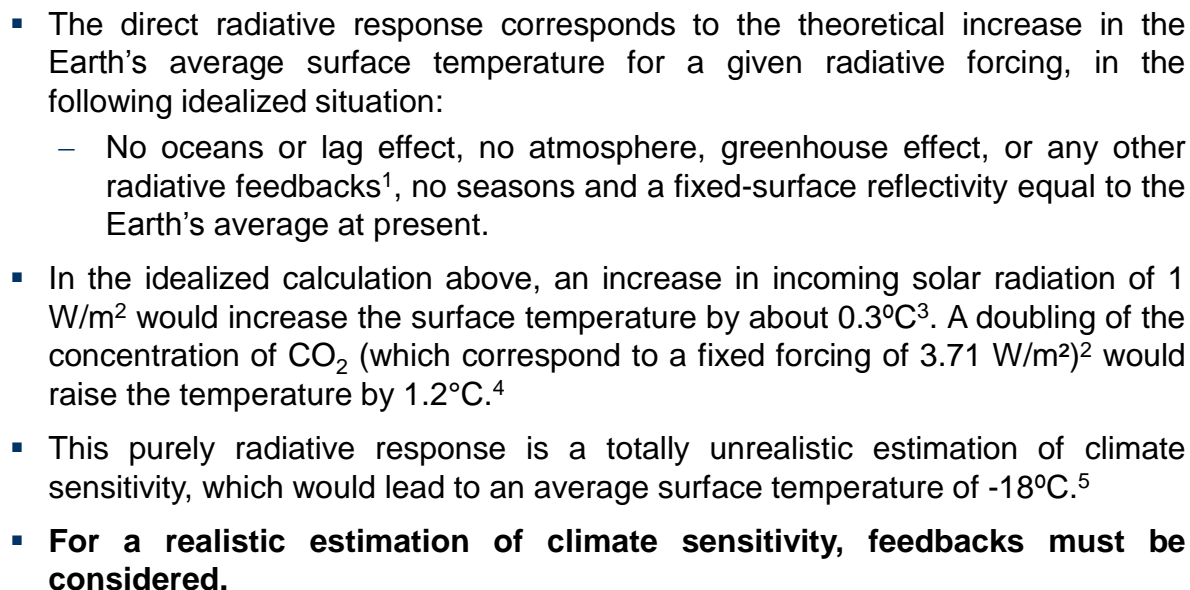 ▪ The direct radiative response corresponds to the theoretical increase in the
Earth’s average surface temperature for a given radiative forcing, in the
following idealized situation:
– No oceans or lag effect, no atmosphere, greenhouse effect, or any other
radiative feedbacks¹, no seasons and a fixed-surface reflectivity equal to the
Earth’s average at present.
▪ In the idealized calculation above, an increase in incoming solar radiation of 1
W/m² would increase the surface temperature by about 0.3ºC³. A doubling of the
concentration of CO₂ (which correspond to a fixed forcing of 3.71 W/m²)² would
raise the temperature by 1.2°C.⁴
▪ This purely radiative response is a totally unrealistic estimation of climate
sensitivity, which would lead to an average surface temperature of -18ºC.⁵
▪ For a realistic estimation of climate sensitivity, feedbacks must be
considered.